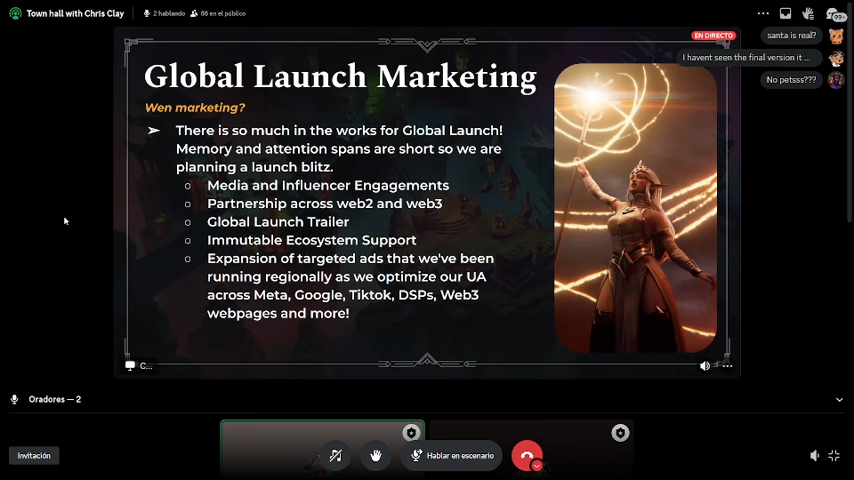 Town hall with Chris Clay
2 hablando
68 en el público
99+
EN DIRECTO
santa is real?
I havent seen the final version it ...
No petsss???
Global Launch Marketing
Wen marketing?
➢ There is so much in the works for Global Launch!
Memory and attention spans are short so we are
planning a launch blitz.
○ Media and Influencer Engagements
○ Partnership across web2 and web3
○ Global Launch Trailer
○ Immutable Ecosystem Support
○ Expansion of targeted ads that we've been
running regionally as we optimize our UA
across Meta, Google, Tiktok, DSPs, Web3
webpages and more!
C...
Oradores — 2
Invitación
Hablar en escenario